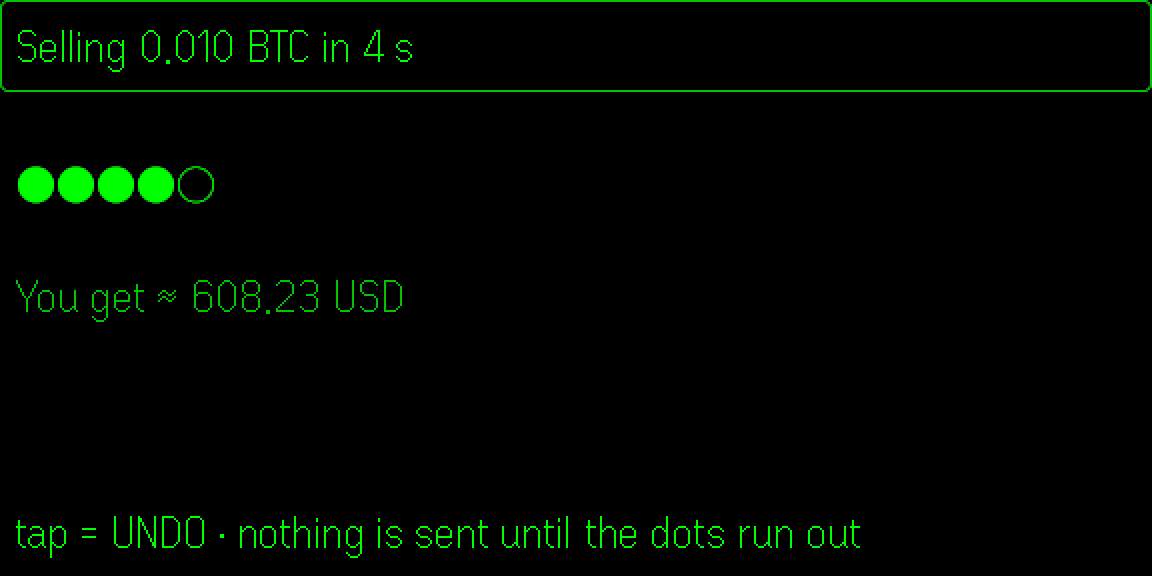 Selling 0.010 BTC in 4 s
You get ≈ 608.23 USD
tap = UNDO · nothing is sent until the dots run out